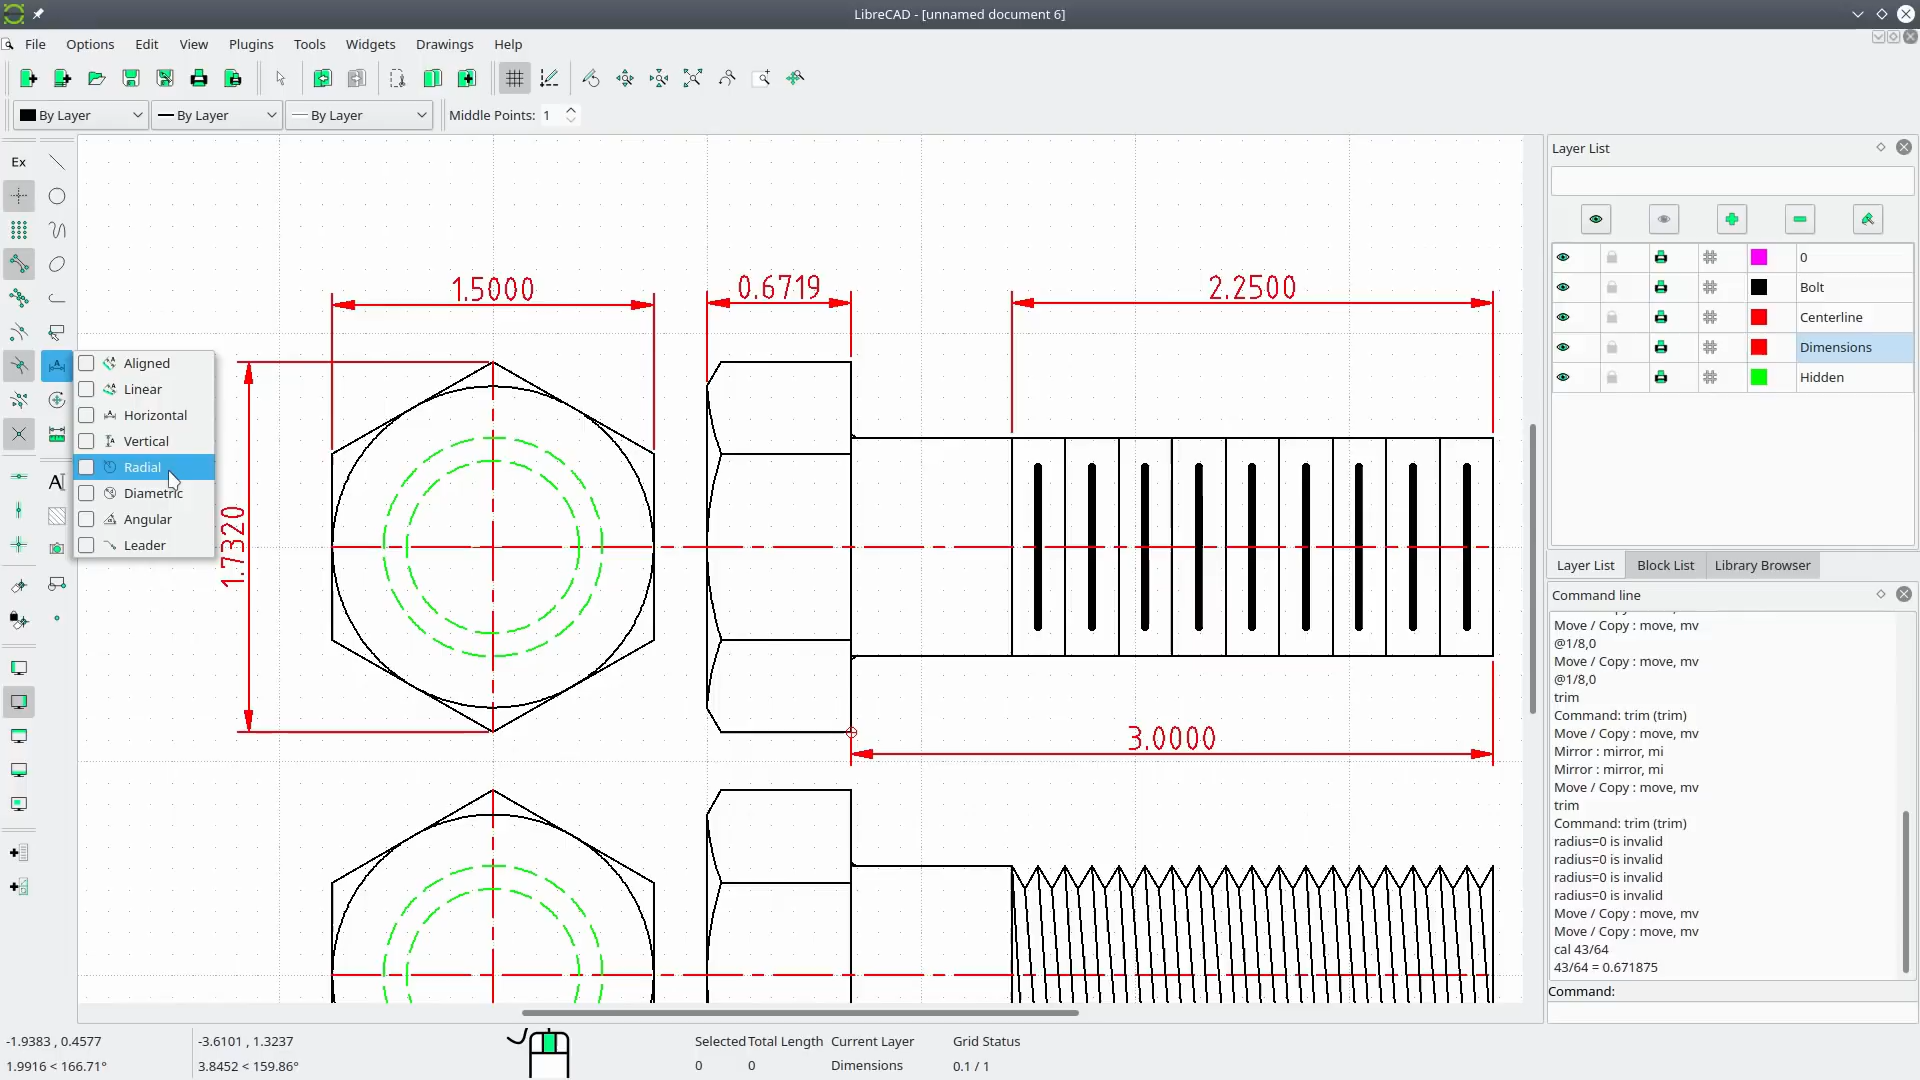 LibreCAD - [unnamed document 6]
File Options Edit View Plugins Tools Widgets Drawings Help
By Layer By Layer By Layer Middle Points: 1
Ex
Aligned
Linear
Horizontal
Vertical
Radial
Diametric
Angular
Leader
A
1.5000 0.6719 2.2500
1.7320
3.0000
Layer List
0
Bolt
Centerline
Dimensions
Hidden
Layer List Block List Library Browser
Command line
Move / Copy : move, mv
@1/8,0
Move / Copy : move, mv
@1/8,0
trim
Command: trim (trim)
Move / Copy : move, mv
Mirror : mirror, mi
Mirror : mirror, mi
Move / Copy : move, mv
trim
Command: trim (trim)
radius=0 is invalid
radius=0 is invalid
radius=0 is invalid
radius=0 is invalid
Move / Copy : move, mv
Move / Copy : move, mv
cal 43/64
43/64 = 0.671875
Command:
-1.9383 , 0.4577 -3.6101 , 1.3237 Selected Total Length Current Layer Grid Status
1.9916 < 166.71° 3.8452 < 159.86° 0 0 Dimensions 0.1 / 1